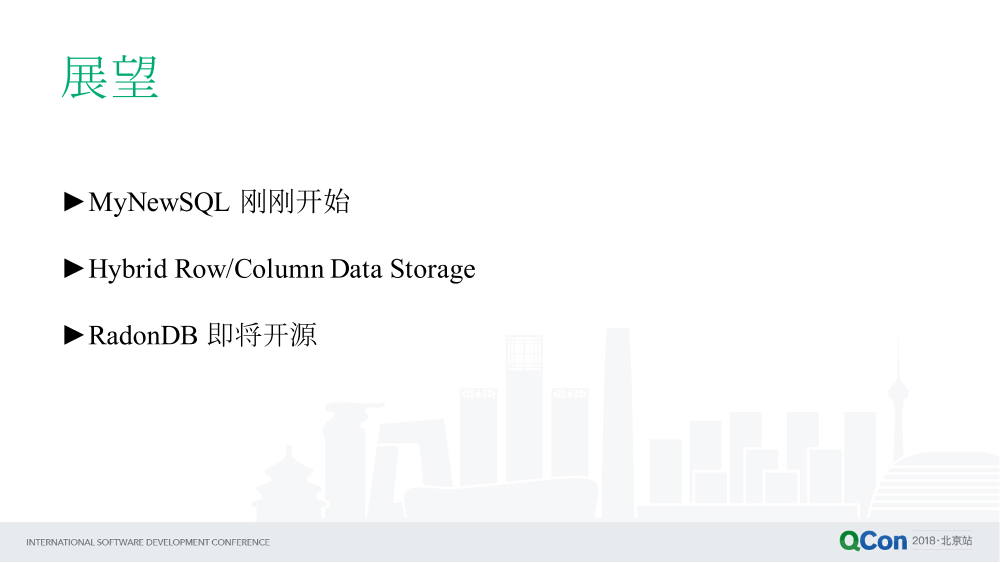 展望
►MyNewSQL 刚刚开始
►Hybrid Row/Column Data Storage
►RadonDB 即将开源
INTERNATIONAL SOFTWARE DEVELOPMENT CONFERENCE
QCon 2018·北京站